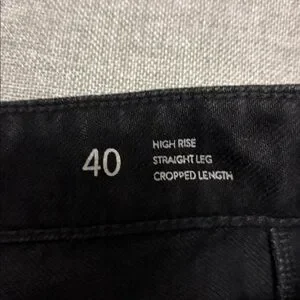 40
HIGH RISE
STRAIGHT LEG
CROPPED LENGTH